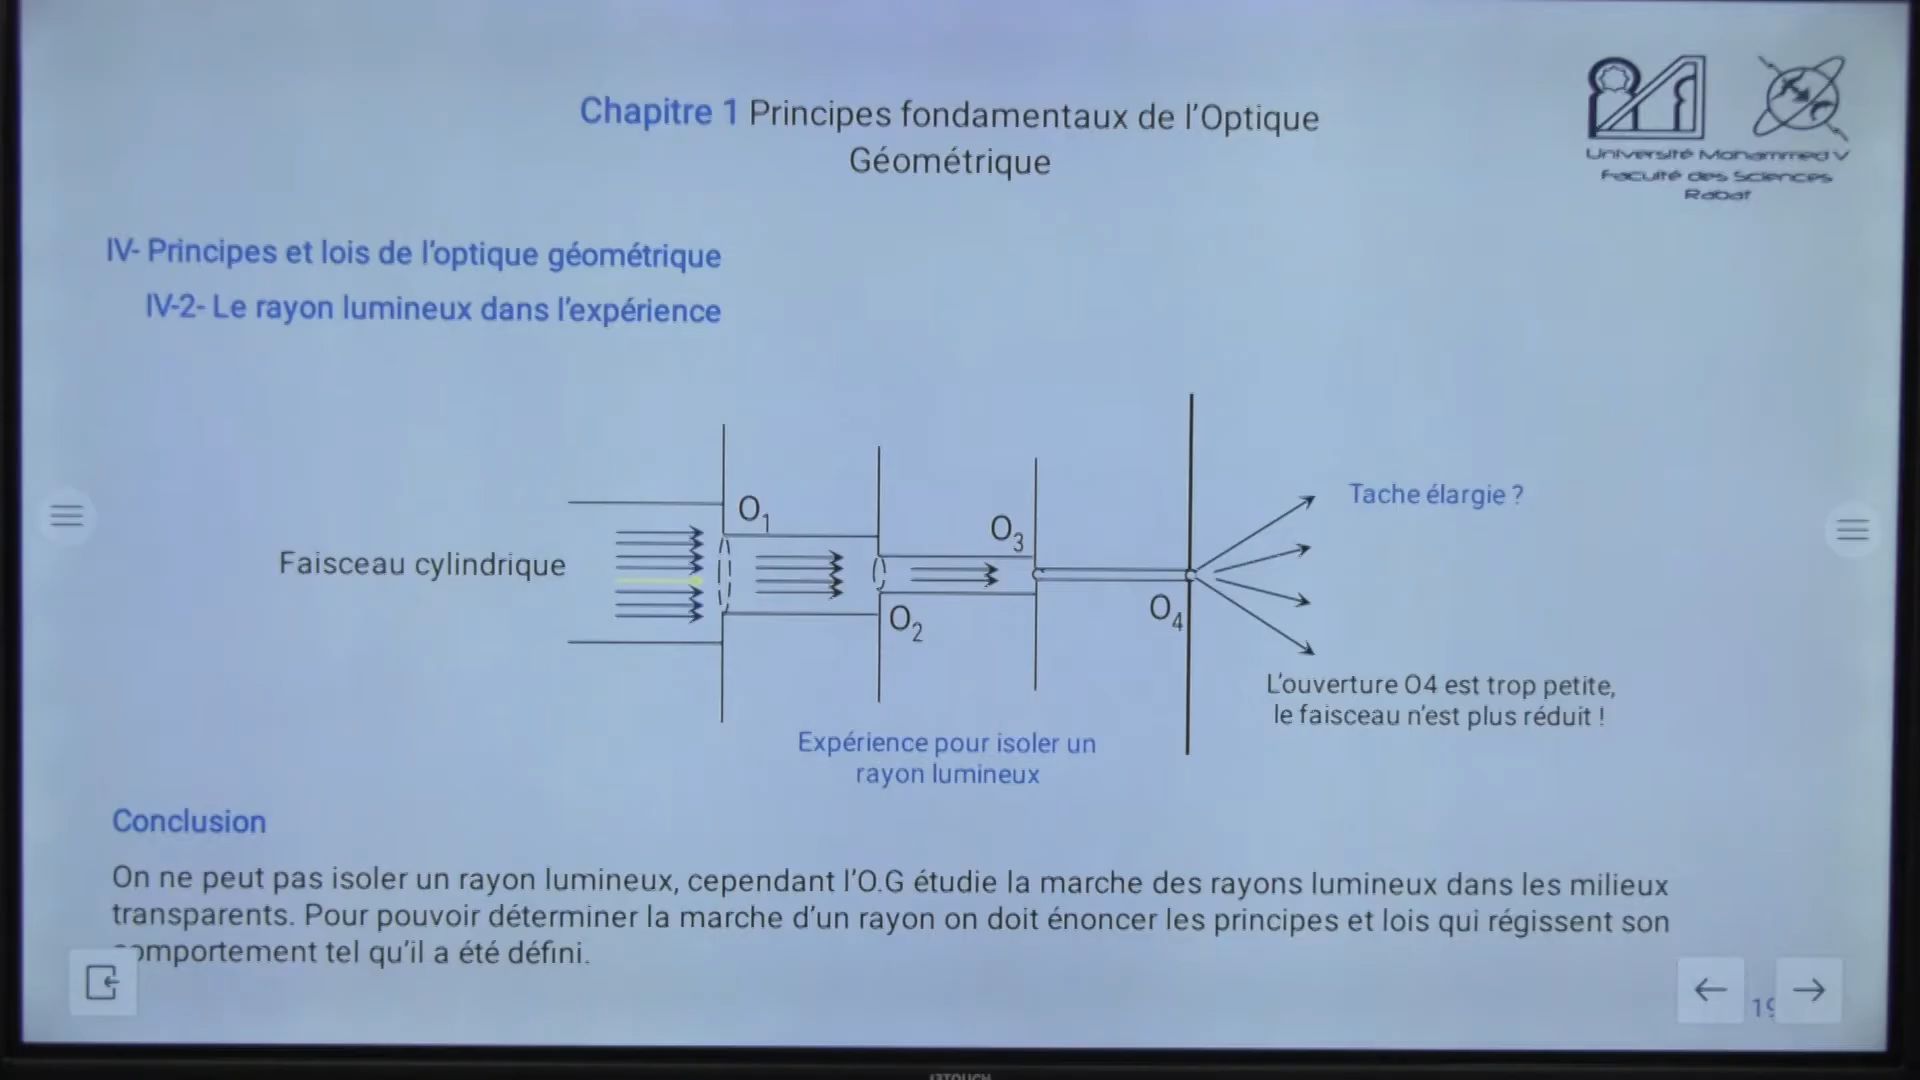 Chapitre 1 Principes fondamentaux de l'Optique
Géométrique
Université Mohammed V
Faculté des Sciences
Rabat
IV- Principes et lois de l'optique géométrique
IV-2- Le rayon lumineux dans l'expérience
Tache élargie ?
O1
O3
Faisceau cylindrique
O2
O4
L'ouverture O4 est trop petite,
le faisceau n'est plus réduit !
Expérience pour isoler un
rayon lumineux
Conclusion
On ne peut pas isoler un rayon lumineux, cependant l'O.G étudie la marche des rayons lumineux dans les milieux
transparents. Pour pouvoir déterminer la marche d'un rayon on doit énoncer les principes et lois qui régissent son
comportement tel qu'il a été défini.